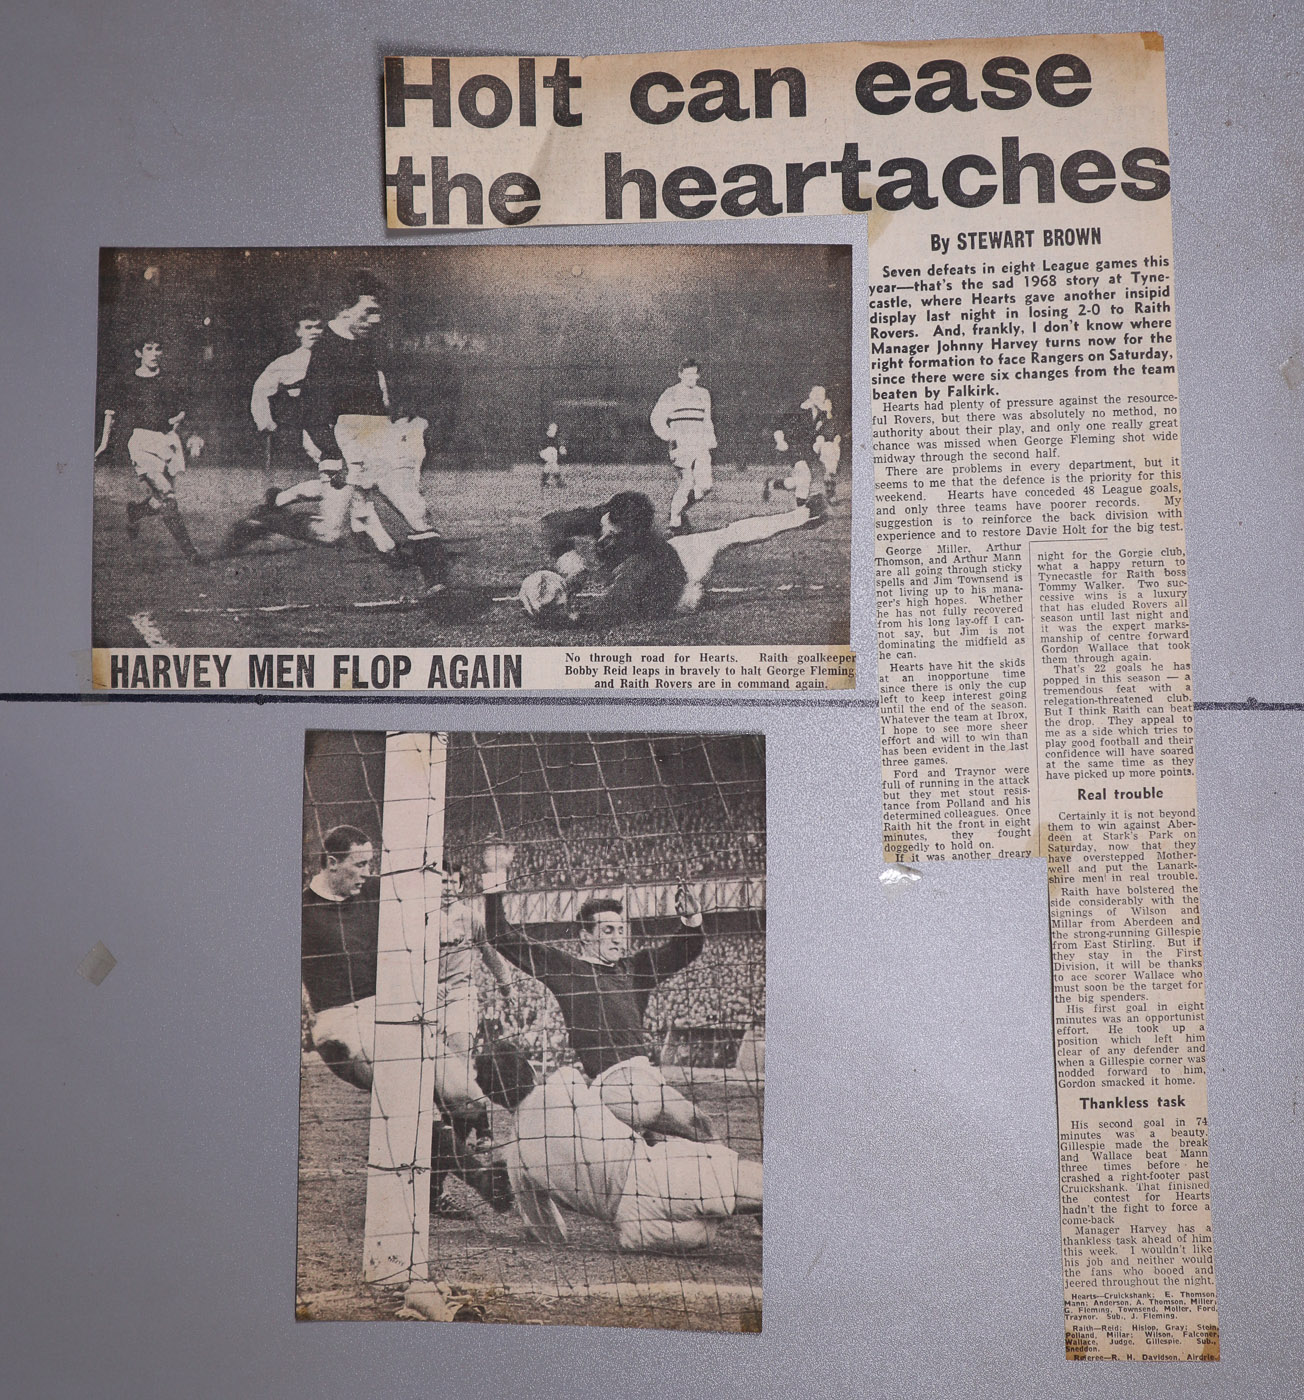 Holt can ease
the heartaches
By STEWART BROWN
Seven defeats in eight League games this
year—that's the sad 1968 story at Tyne-
castle, where Hearts gave another insipid
display last night in losing 2-0 to Raith
Rovers. And, frankly, I don't know where
Manager Johnny Harvey turns now for the
right formation to face Rangers on Saturday,
since there were six changes from the team
beaten by Falkirk.
Hearts had plenty of pressure against the resource-
ful Rovers, but there was absolutely no method, no
authority about their play, and only one really great
chance was missed when George Fleming shot wide
midway through the second half.
There are problems in every department, but it
seems to me that the defence is the priority for this
weekend. Hearts have conceded 48 League goals,
and only three teams have poorer records. My
suggestion is to reinforce the back division with
experience and to restore Davie Holt for the big test.
George Miller, Arthur
Thomson, and Arthur Mann
are all going through sticky
spells and Jim Townsend is
not living up to his mana-
ger's high hopes. Whether
he has not fully recovered
from his long lay-off I can-
not say, but Jim is not
dominating the midfield as
he can.
Hearts have hit the skids
at an inopportune time
since there is only the cup
left to keep interest going
until the end of the season.
Whatever the team at Ibrox,
I hope to see more sheer
effort and will to win than
has been evident in the last
three games.
Ford and Traynor were
full of running in the attack
but they met stout resis-
tance from Polland and his
determined colleagues. Once
Raith hit the front in eight
minutes, they fought
doggedly to hold on.
If it was another dreary
night for the Gorgie club,
what a happy return to
Tynecastle for Raith boss
Tommy Walker. Two suc-
cessive wins is a luxury
that has eluded Rovers all
season until last night and
it was the expert marks-
manship of centre forward
Gordon Wallace that took
them through again.
That's 22 goals he has
popped in this season — a
tremendous feat with a
relegation-threatened club.
But I think Raith can beat
the drop. They appeal to
me as a side which tries to
play good football and their
confidence will have soared
at the same time as they
have picked up more points.
Real trouble
Certainly it is not beyond
them to win against Aber-
deen at Stark's Park on
Saturday, now that they
have overstepped Mother-
well and put the Lanark-
shire men in real trouble.
Raith have bolstered the
side considerably with the
signings of Wilson and
Millar from Aberdeen and
the strong-running Gillespie
from East Stirling. But if
they stay in the First
Division, it will be thanks
to ace scorer Wallace who
must soon be the target for
the big spenders.
His first goal in eight
minutes was an opportunist
effort. He took up a
position which left him
clear of any defender and
when a Gillespie corner was
nodded forward to him,
Gordon smacked it home.
Thankless task
His second goal in 74
minutes was a beauty.
Gillespie made the break
and Wallace beat Mann
three times before he
crashed a right-footer past
Cruickshank. That finished
the contest for Hearts
hadn't the fight to force a
come-back
Manager Harvey has a
thankless task ahead of him
this week. I wouldn't like
his job and neither would
the fans who booed and
jeered throughout the night.
Hearts—Cruickshank; E. Thomson,
Mann; Anderson, A. Thomson, Miller;
G. Fleming, Townsend, Moller, Ford,
Traynor. Sub., J. Fleming.
Raith—Reid; Hislop, Gray; Stein,
Polland, Millar; Wilson, Falconer,
Wallace, Judge, Gillespie. Sub.,
Sneddon.
Referee—R. H. Davidson, Airdrie.
HARVEY MEN FLOP AGAIN
No through road for Hearts. Raith goalkeeper
Bobby Reid leaps in bravely to halt George Fleming
and Raith Rovers are in command again.